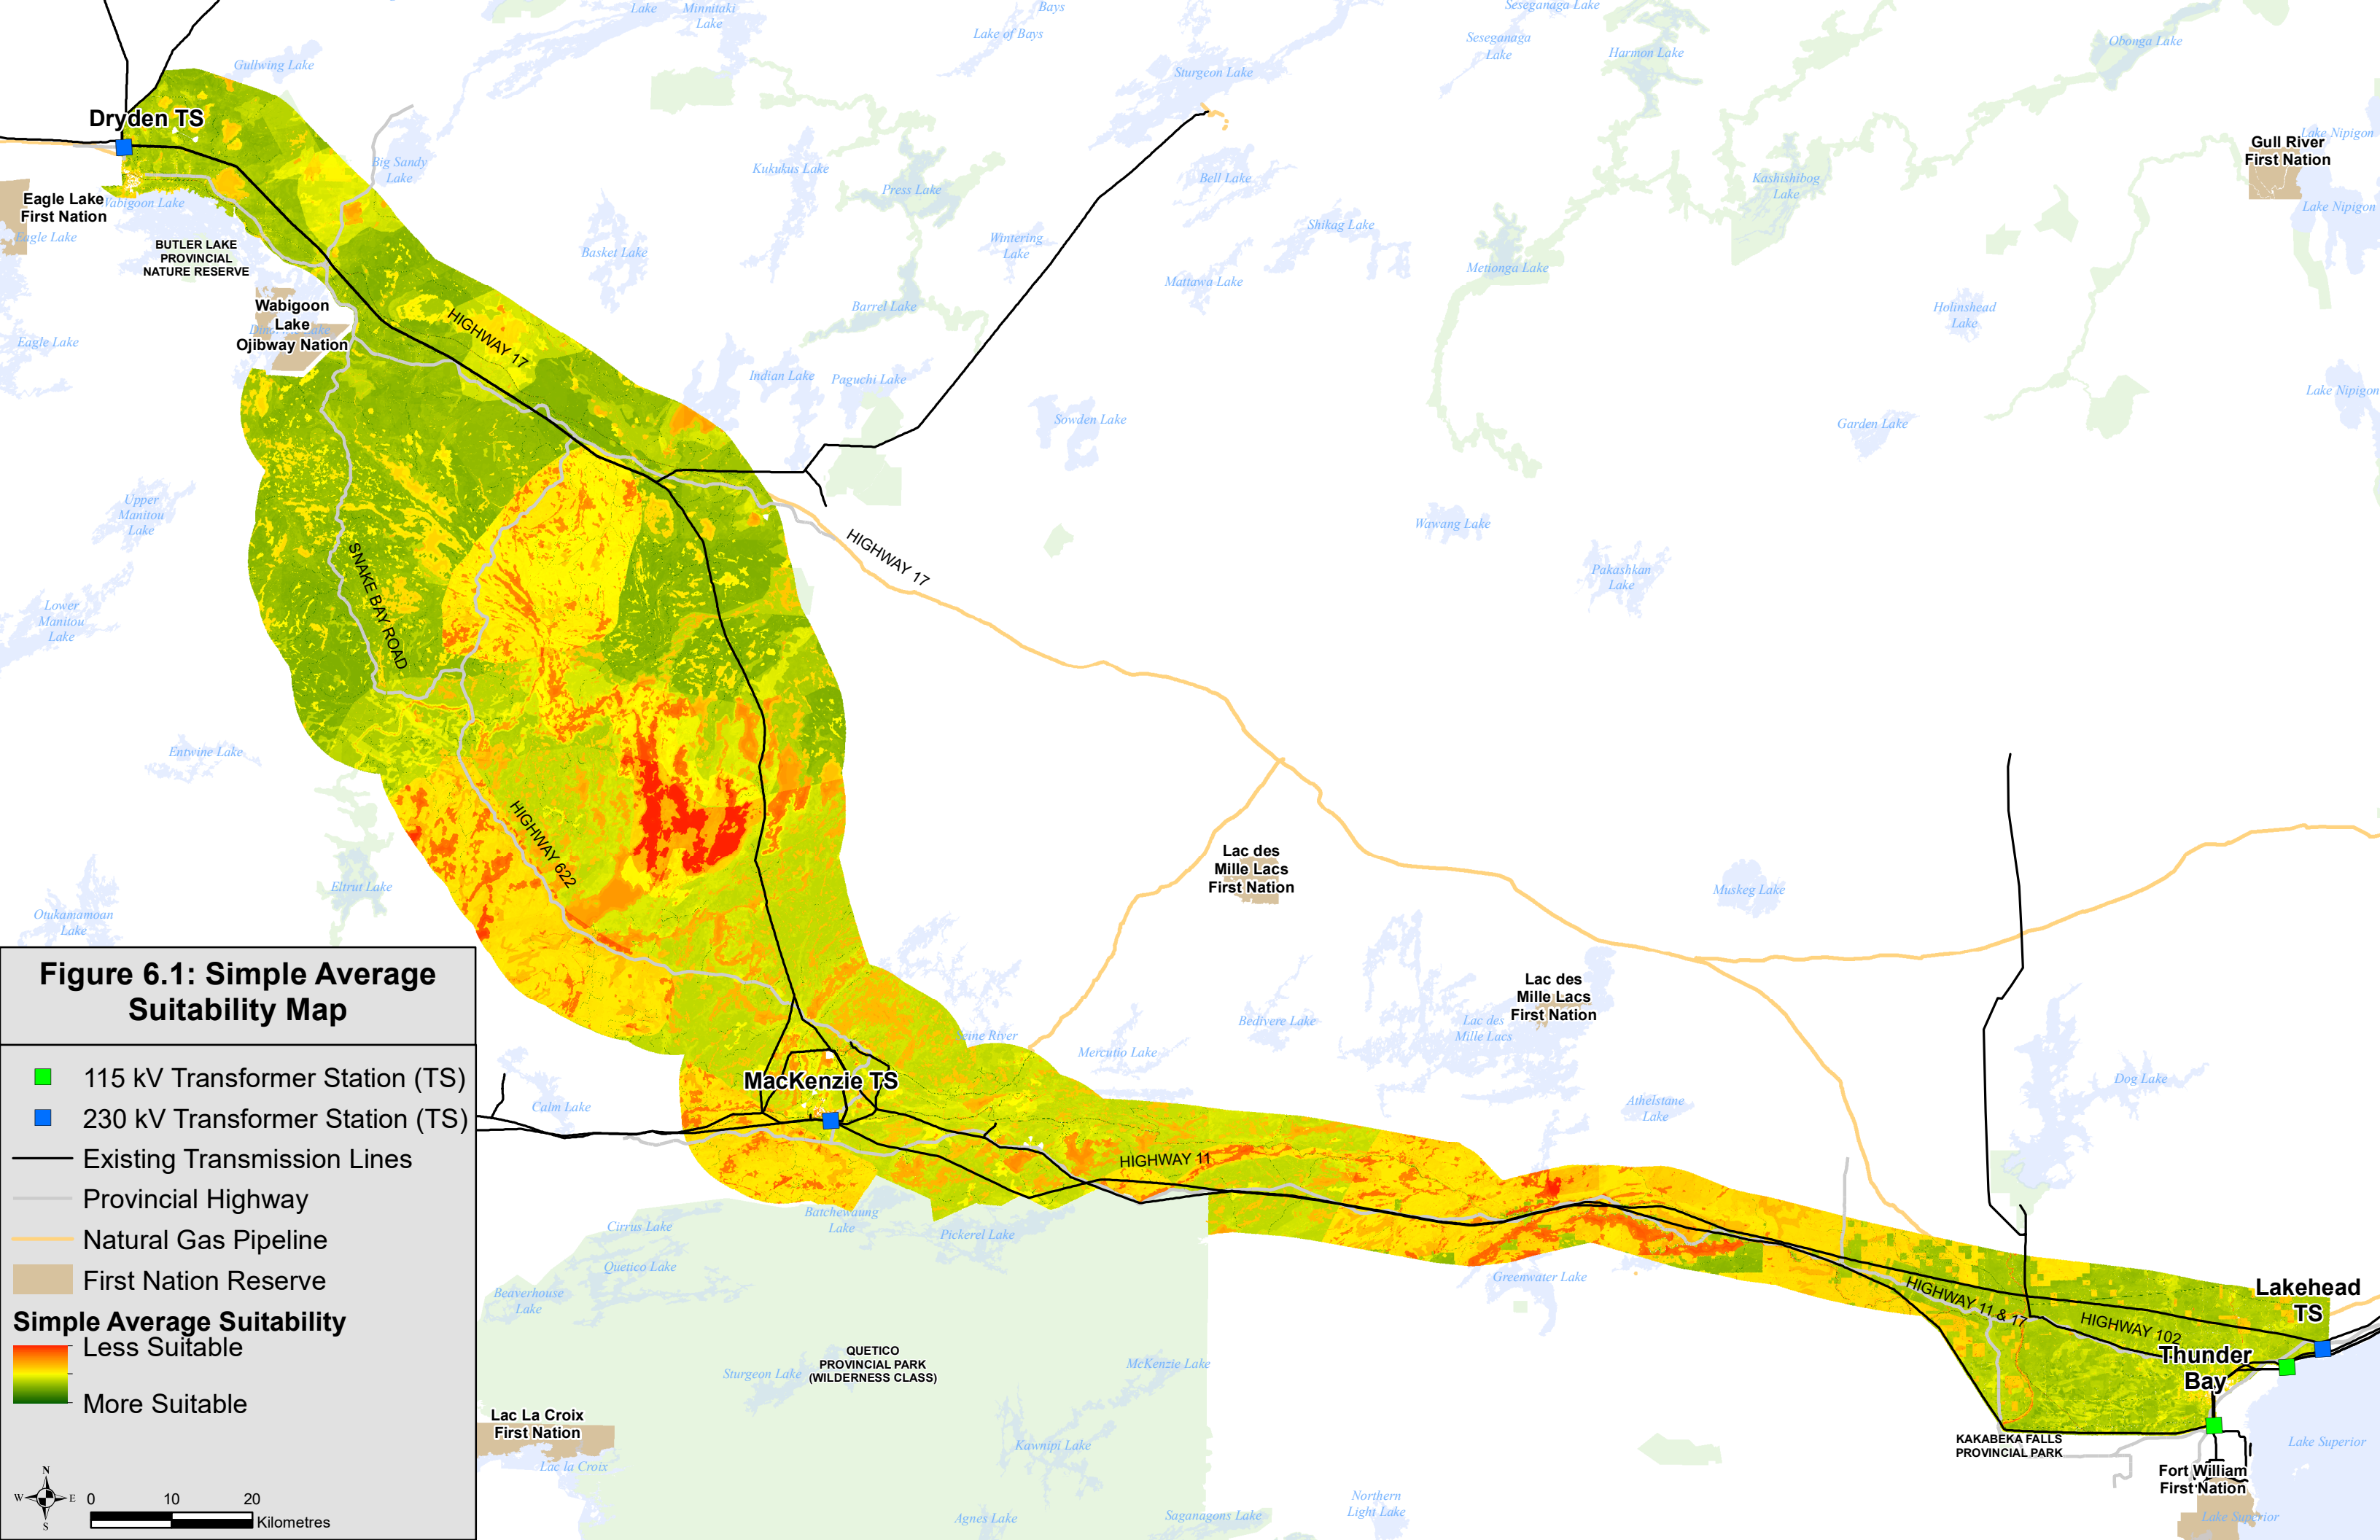 Lake
Minnitaki
Lake
Bays
Lake of Bays
Seseganaga Lake
Seseganaga
Lake
Harmon Lake
Obonga Lake
Gullwing Lake
Sturgeon Lake
Dryden TS
Big Sandy
Lake
Kukukus Lake
Press Lake
Bell Lake
Kashishibog
Lake
Gull River
First Nation
Lake Nipigon
Lake Nipigon
Eagle Lake
First Nation
Wabigoon Lake
Eagle Lake
BUTLER LAKE
PROVINCIAL
NATURE RESERVE
Basket Lake
Wintering
Lake
Shikag Lake
Mattawa Lake
Metionga Lake
Wabigoon
Lake
Ojibway Nation
Barrel Lake
Holinshead
Lake
Eagle Lake
HIGHWAY 17
Indian Lake
Paguchi Lake
Sowden Lake
Garden Lake
Lake Nipigon
Upper
Manitou
Lake
Wawang Lake
HIGHWAY 17
SNAKE BAY ROAD
Pakashkan
Lake
Lower
Manitou
Lake
Entwine Lake
HIGHWAY 622
Eltrut Lake
Lac des
Mille Lacs
First Nation
Muskeg Lake
Otukamamoan
Lake
Lac des
Mille Lacs
First Nation
Lac des
Mille Lacs
Bedivere Lake
Seine River
Mercutio Lake
Dog Lake
MacKenzie TS
Calm Lake
Athelstane
Lake
HIGHWAY 11
Batchewaung
Lake
Pickerel Lake
Cirrus Lake
Quetico Lake
Beaverhouse
Lake
Greenwater Lake
HIGHWAY 11 & 17
HIGHWAY 102
Lakehead
TS
Thunder
Bay
QUETICO
PROVINCIAL PARK
(WILDERNESS CLASS)
Sturgeon Lake
McKenzie Lake
Lac La Croix
First Nation
Lac la Croix
Kawnipi Lake
KAKABEKA FALLS
PROVINCIAL PARK
Lake Superior
Fort William
First Nation
Lake Superior
Agnes Lake
Saganagons Lake
Northern
Light Lake
Figure 6.1: Simple Average
Suitability Map
115 kV Transformer Station (TS)
230 kV Transformer Station (TS)
Existing Transmission Lines
Provincial Highway
Natural Gas Pipeline
First Nation Reserve
Simple Average Suitability
Less Suitable
More Suitable
N
W E
S
0 10 20
Kilometres